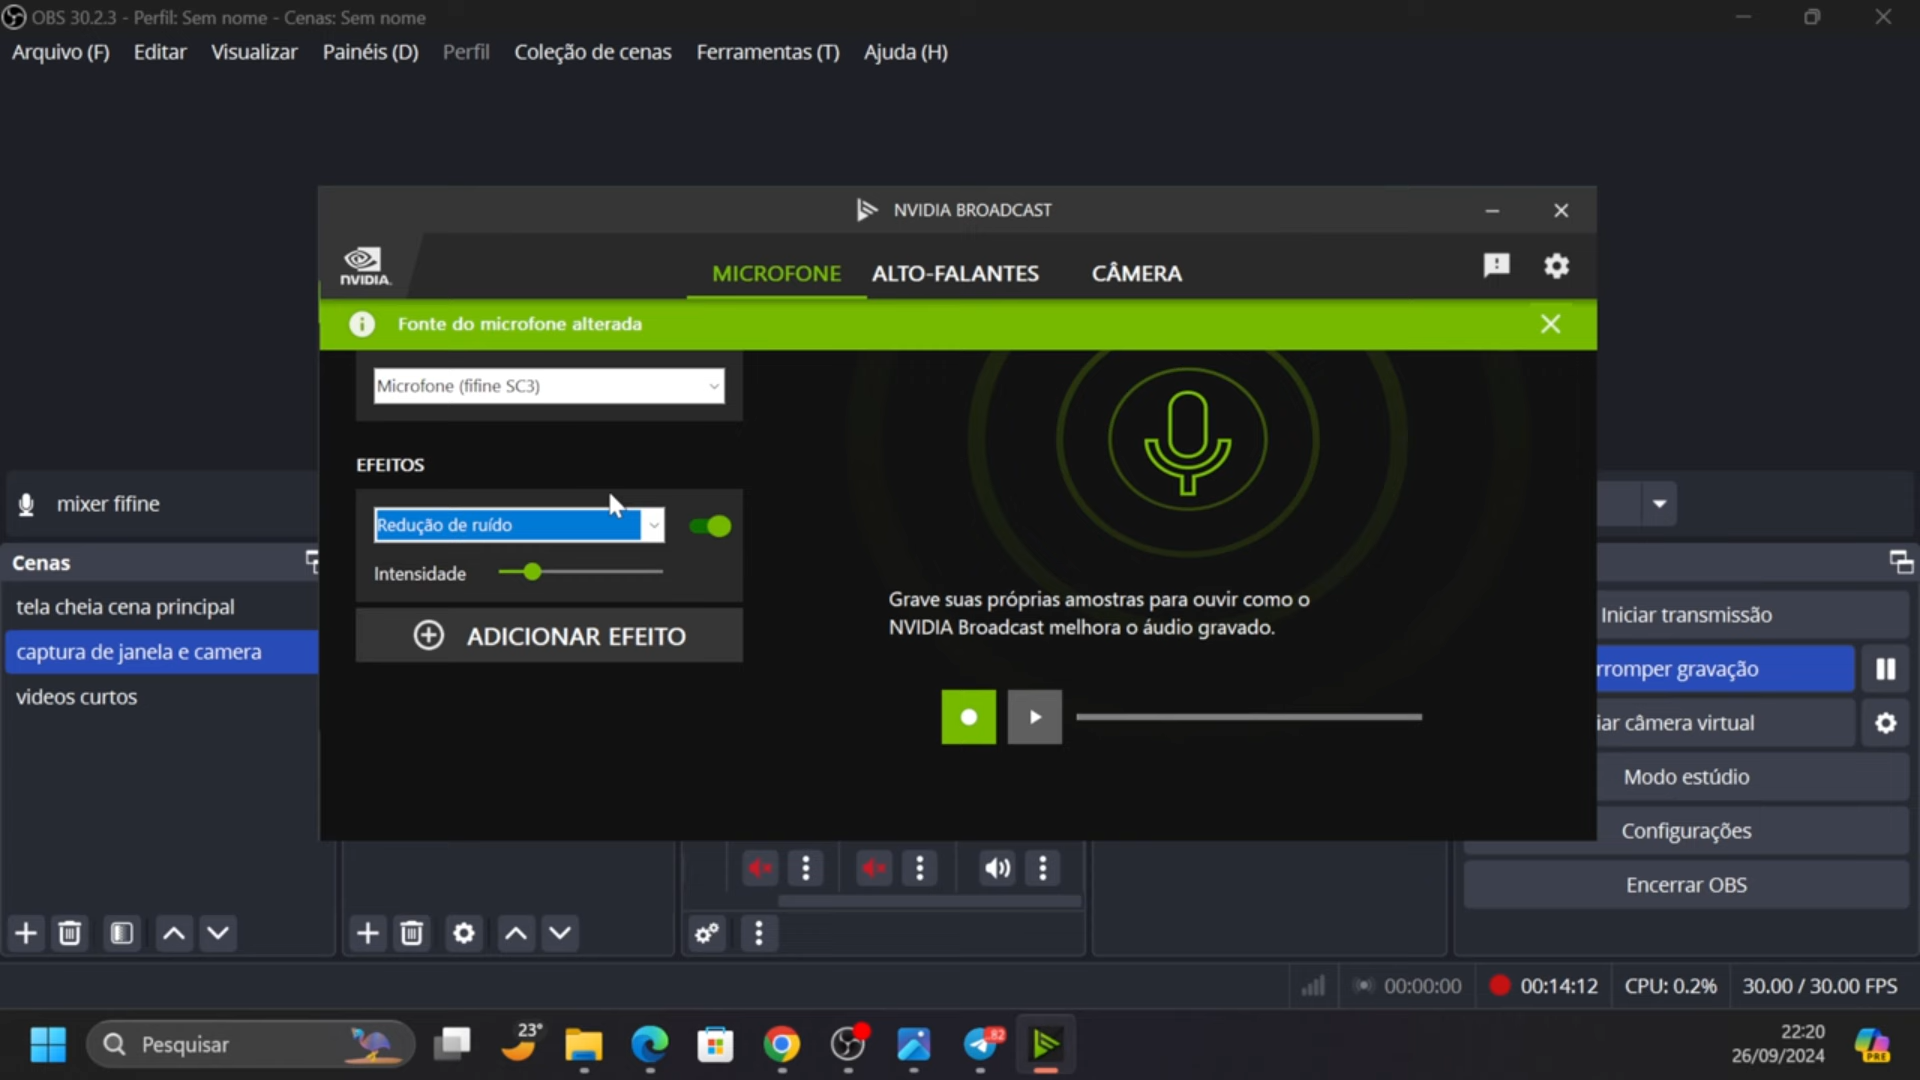 OBS 30.2.3 - Perfil: Sem nome - Cenas: Sem nome
Arquivo (F) Editar Visualizar Painéis (D) Perfil Coleção de cenas Ferramentas (T) Ajuda (H)
NVIDIA BROADCAST
NVIDIA.
MICROFONE ALTO-FALANTES CÂMERA
Fonte do microfone alterada
Microfone (fifine SC3)
EFEITOS
Redução de ruído
Intensidade
ADICIONAR EFEITO
Grave suas próprias amostras para ouvir como o
NVIDIA Broadcast melhora o áudio gravado.
mixer fifine
Cenas
tela cheia cena principal
captura de janela e camera
videos curtos
Iniciar transmissão
rromper gravação
iar câmera virtual
Modo estúdio
Configurações
Encerrar OBS
00:00:00 00:14:12 CPU: 0.2% 30.00 / 30.00 FPS
Pesquisar
23°
82
22:20
26/09/2024
PRE